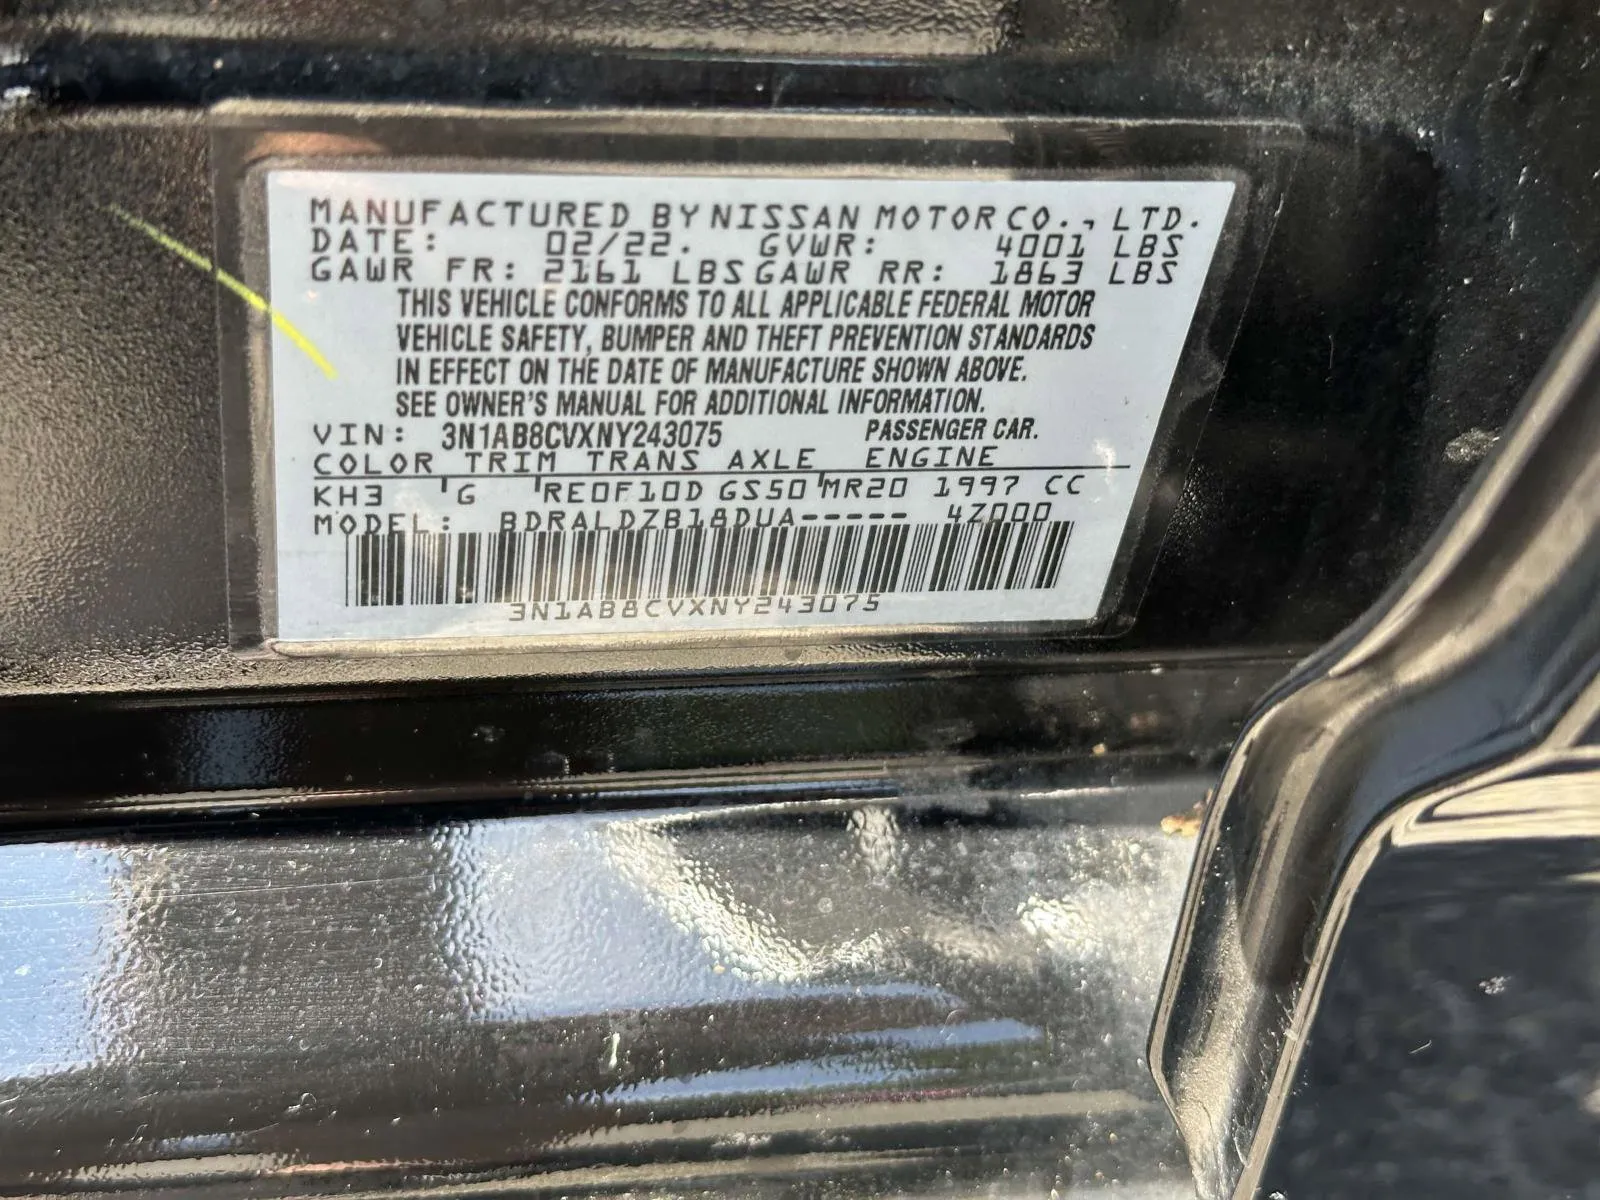 MANUFACTURED BY NISSAN MOTOR CO., LTD.
DATE: 02/22. GVWR: 4001 LBS
GAWR FR: 2161 LBS GAWR RR: 1863 LBS
THIS VEHICLE CONFORMS TO ALL APPLICABLE FEDERAL MOTOR
VEHICLE SAFETY, BUMPER AND THEFT PREVENTION STANDARDS
IN EFFECT ON THE DATE OF MANUFACTURE SHOWN ABOVE.
SEE OWNER'S MANUAL FOR ADDITIONAL INFORMATION.
VIN: 3N1AB8CVXNY243075 PASSENGER CAR.
COLOR TRIM TRANS AXLE ENGINE
KH3 G RE0F10D GS50 MR20 1997 CC
MODEL: BDRALDZB18DUA----- 4Z000
3N1AB8CVXNY243075